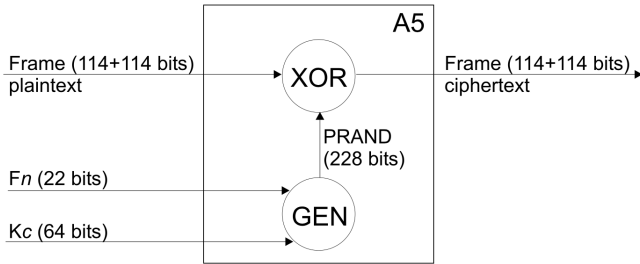 A5
Frame (114+114 bits)
plaintext
XOR
Frame (114+114 bits)
ciphertext
PRAND
(228 bits)
Fn (22 bits)
GEN
Kc (64 bits)